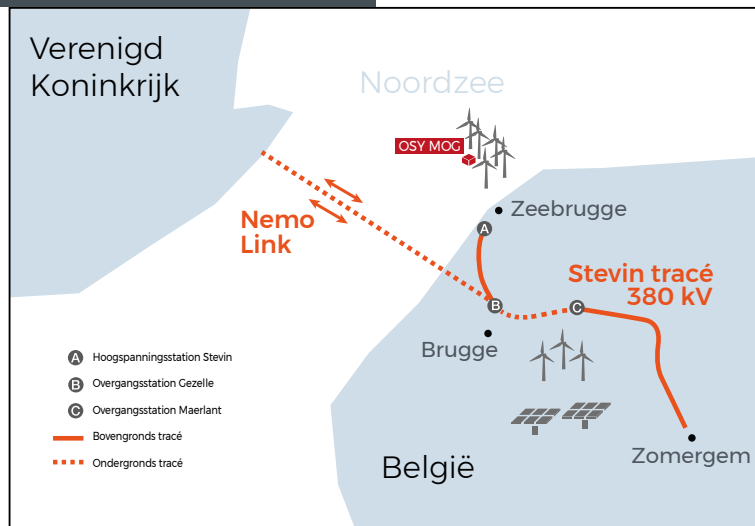 Verenigd
Koninkrijk
Noordzee
OSY MOG
Zeebrugge
A
Nemo
Link
Stevin tracé
380 kV
B
C
Brugge
A Hoogspanningsstation Stevin
B Overgangsstation Gezelle
C Overgangsstation Maerlant
Bovengronds tracé
Ondergronds tracé
België
Zomergem